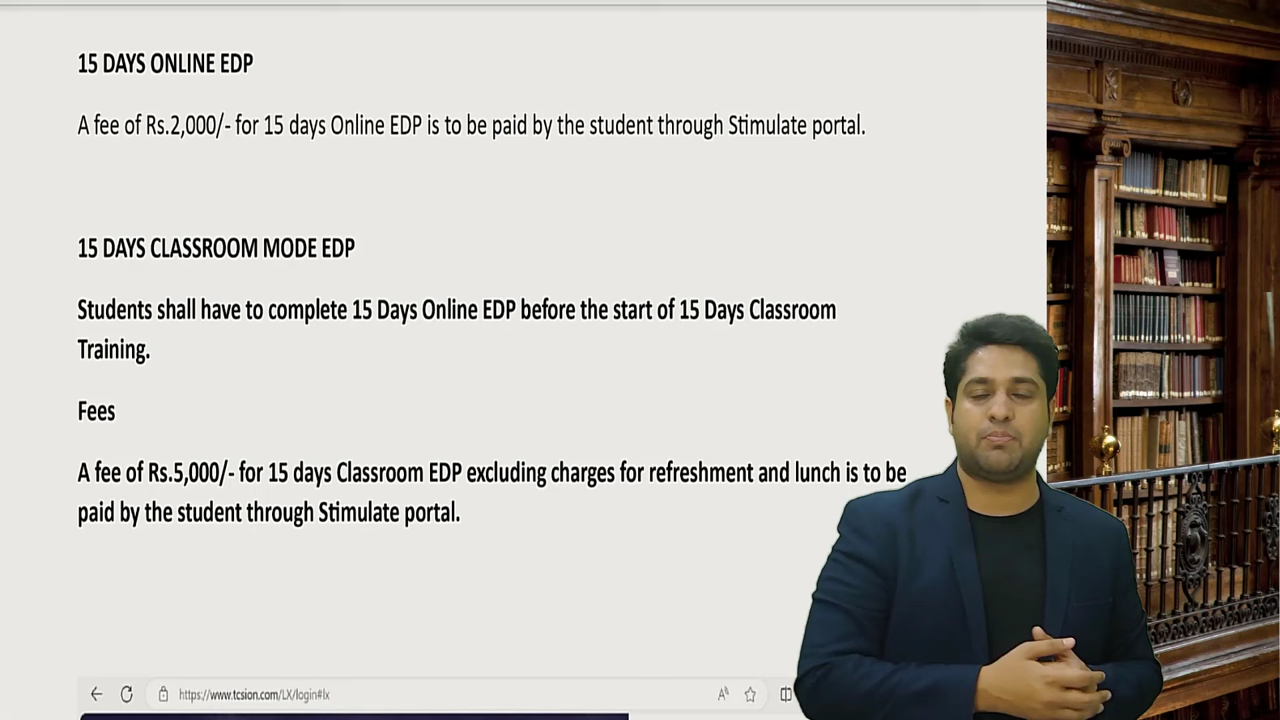 15 DAYS ONLINE EDP
A fee of Rs.2,000/- for 15 days Online EDP is to be paid by the student through Stimulate portal.
15 DAYS CLASSROOM MODE EDP
Students shall have to complete 15 Days Online EDP before the start of 15 Days Classroom
Training.
Fees
A fee of Rs.5,000/- for 15 days Classroom EDP excluding charges for refreshment and lunch is to be
paid by the student through Stimulate portal.
https://www.tcsion.com/LX/login#lx